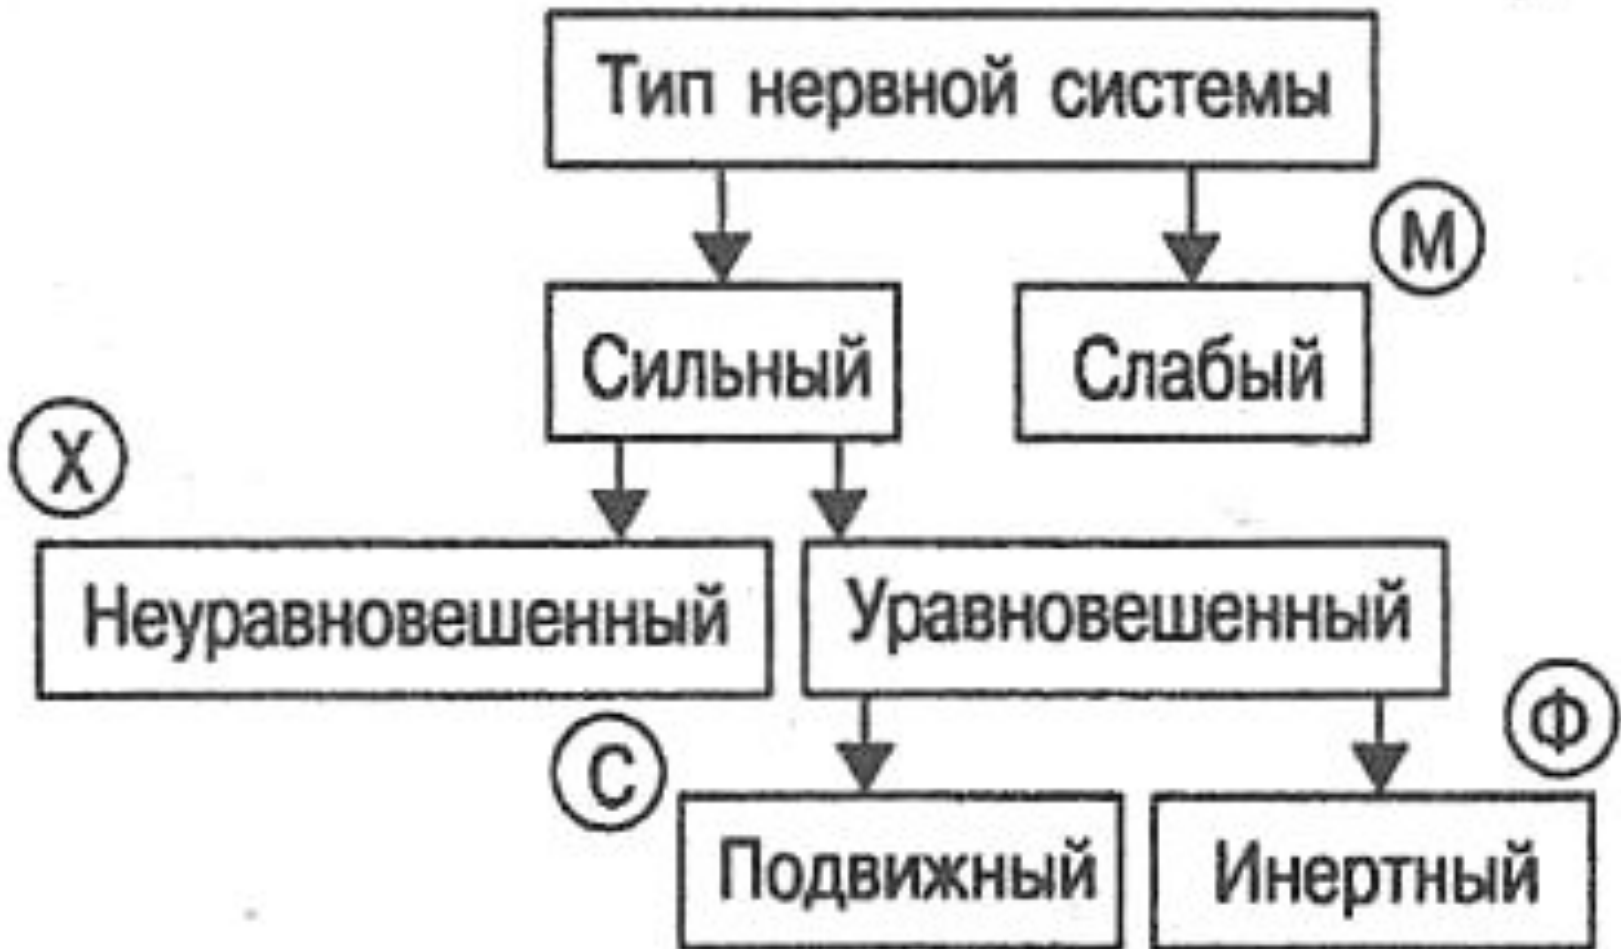 Тип нервной системы
М
Сильный
Слабый
Х
Неуравновешенный
Уравновешенный
Ф
С
Подвижный
Инертный